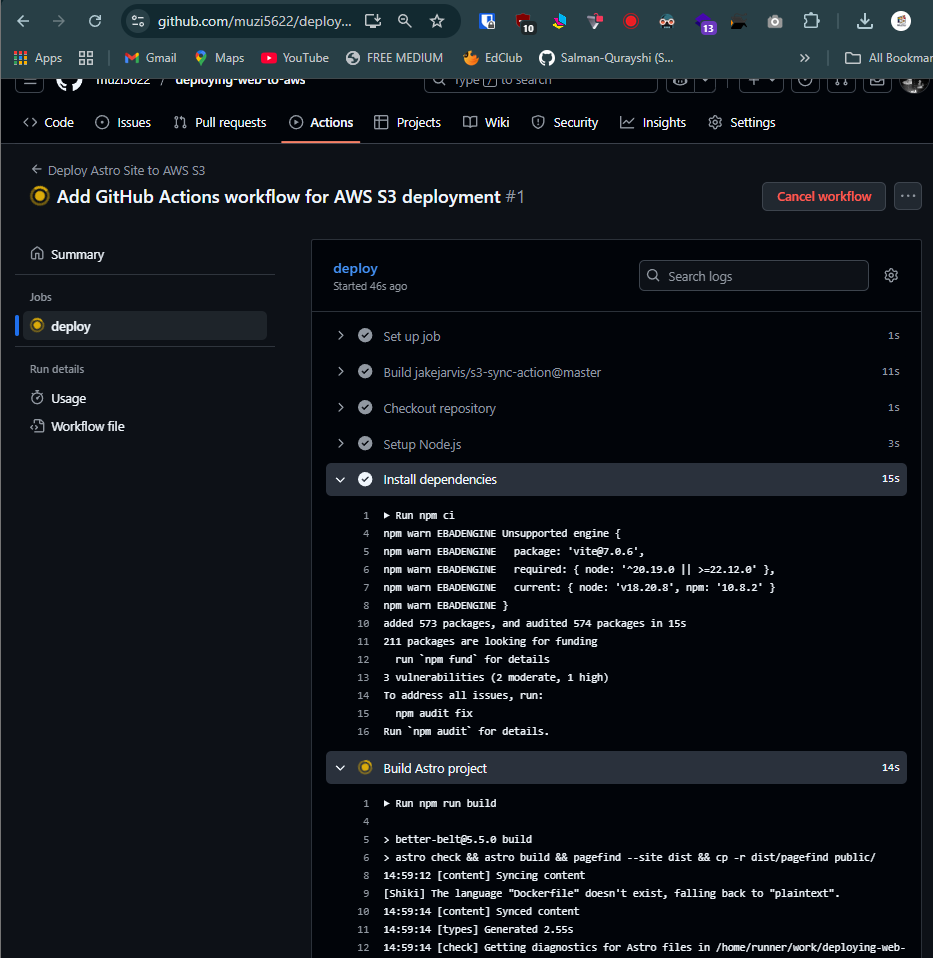 github.com/muzi5622/deploy...
10
13
Apps
Gmail
Maps
YouTube
FREE MEDIUM
EdClub
Salman-Qurayshi (S...
»
All Bookmar
muzi5622 / deploying-web-to-aws
Type / to search
Code
Issues
Pull requests
Actions
Projects
Wiki
Security
Insights
Settings
← Deploy Astro Site to AWS S3
Add GitHub Actions workflow for AWS S3 deployment #1
Cancel workflow
...
Summary
Jobs
deploy
Run details
Usage
Workflow file
deploy
Started 46s ago
Search logs
Set up job 1s
Build jakejarvis/s3-sync-action@master 11s
Checkout repository 1s
Setup Node.js 3s
Install dependencies 15s
1 ▶ Run npm ci
4 npm warn EBADENGINE Unsupported engine {
5 npm warn EBADENGINE   package: 'vite@7.0.6',
6 npm warn EBADENGINE   required: { node: '^20.19.0 || >=22.12.0' },
7 npm warn EBADENGINE   current: { node: 'v18.20.8', npm: '10.8.2' }
8 npm warn EBADENGINE }
10 added 573 packages, and audited 574 packages in 15s
11 211 packages are looking for funding
12   run `npm fund` for details
13 3 vulnerabilities (2 moderate, 1 high)
14 To address all issues, run:
15   npm audit fix
16 Run `npm audit` for details.
Build Astro project 14s
1 ▶ Run npm run build
4
5 > better-belt@5.5.0 build
6 > astro check && astro build && pagefind --site dist && cp -r dist/pagefind public/
8 14:59:12 [content] Syncing content
9 [Shiki] The language "Dockerfile" doesn't exist, falling back to "plaintext".
10 14:59:14 [content] Synced content
11 14:59:14 [types] Generated 2.55s
12 14:59:14 [check] Getting diagnostics for Astro files in /home/runner/work/deploying-web-